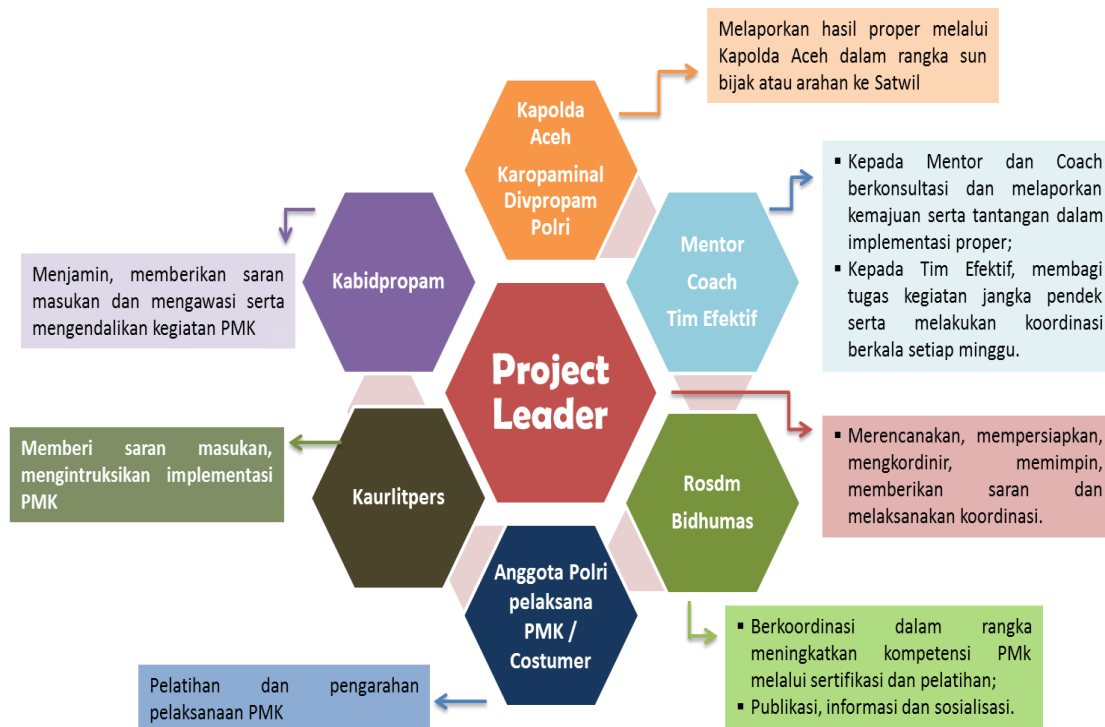 Melaporkan hasil proper melalui
Kapolda Aceh dalam rangka sun
bijak atau arahan ke Satwil
Kapolda
Aceh
Karopaminal
Divpropam
Polri
▪ Kepada Mentor dan Coach
berkonsultasi dan melaporkan
kemajuan serta tantangan dalam
implementasi proper;
▪ Kepada Tim Efektif, membagi
tugas kegiatan jangka pendek
serta melakukan koordinasi
berkala setiap minggu.
Mentor
Coach
Tim Efektif
Kabidpropam
Menjamin, memberikan saran
masukan dan mengawasi serta
mengendalikan kegiatan PMK
Project
Leader
▪ Merencanakan, mempersiapkan,
mengkordinir, memimpin,
memberikan saran dan
melaksanakan koordinasi.
Memberi saran masukan,
mengintruksikan implementasi
PMK
Kaurlitpers
Rosdm
Bidhumas
Anggota Polri
pelaksana
PMK /
Costumer
▪ Berkoordinasi dalam rangka
meningkatkan kompetensi PMk
melalui sertifikasi dan pelatihan;
▪ Publikasi, informasi dan sosialisasi.
Pelatihan dan pengarahan
pelaksanaan PMK